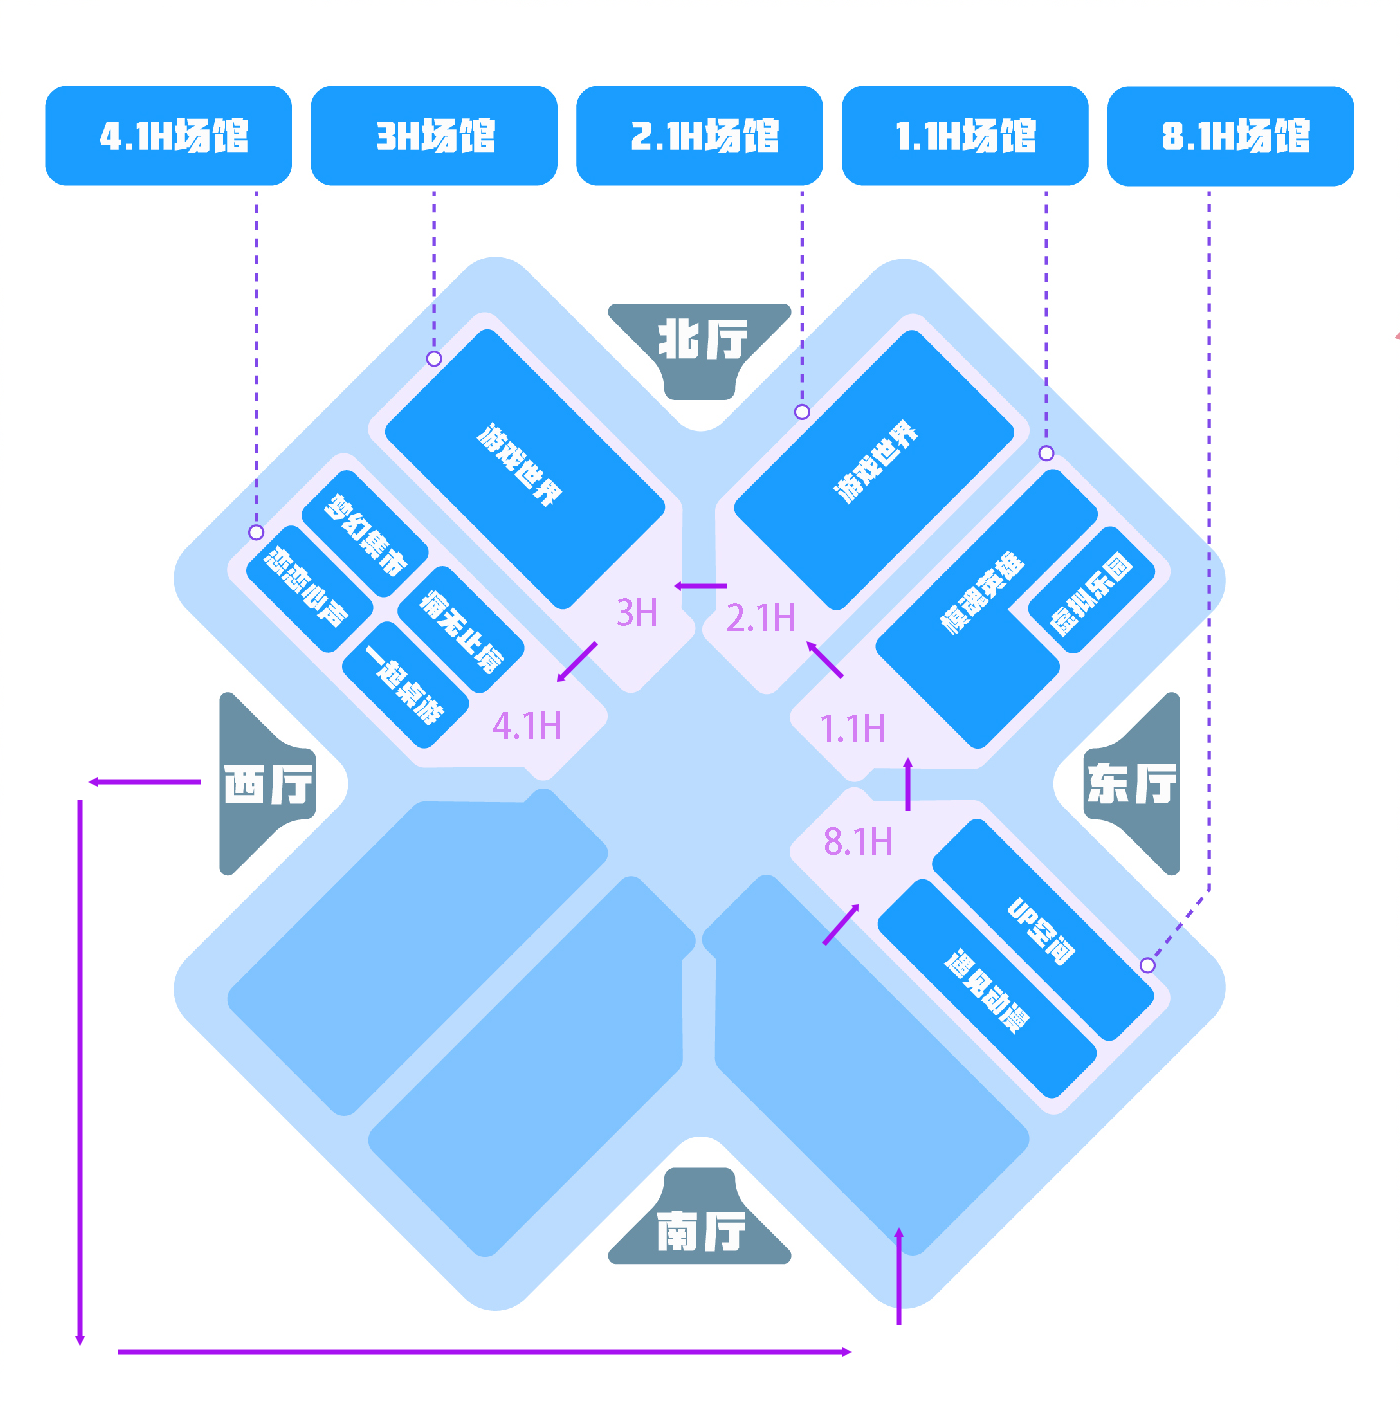 4.1H场馆
3H场馆
2.1H场馆
1.1H场馆
8.1H场馆
北厅
游戏世界
游戏世界
梦幻集市
恋恋心声
痛无止境
一起桌游
模魂英雄
虚拟乐园
3H
2.1H
4.1H
1.1H
西厅
东厅
8.1H
UP空间
遇见动漫
南厅